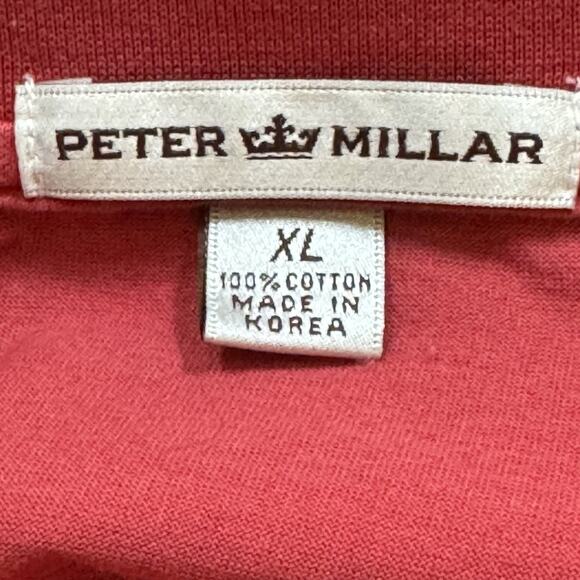 PETER MILLAR
XL
100% COTTON
MADE IN
KOREA